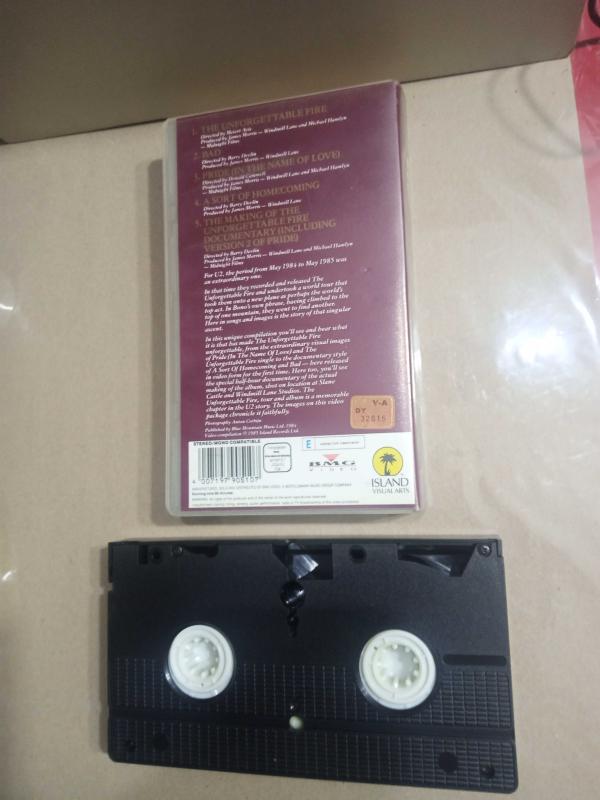 1. THE UNFORGETTABLE FIRE
Directed by Meiert Avis
Produced by James Morris — Windmill Lane and Michael Hamlyn
— Midnight Films
2. BAD
Directed by Barry Devlin
Produced by James Morris — Windmill Lane
3. PRIDE (IN THE NAME OF LOVE)
Directed by Donald Cammell
Produced by James Morris — Windmill Lane and Michael Hamlyn
— Midnight Films
4. A SORT OF HOMECOMING
Directed by Barry Devlin
Produced by James Morris — Windmill Lane
5. THE MAKING OF THE
UNFORGETTABLE FIRE
DOCUMENTARY (INCLUDING
VERSION 2 OF PRIDE)
Directed by Barry Devlin
Produced by James Morris — Windmill Lane and Michael Hamlyn
— Midnight Films
For U2, the period from May 1984 to May 1985 was
an extraordinary one.
In that time they recorded and released The
Unforgettable Fire and undertook a world tour that
took them onto a new plane as perhaps the world's
top act. In Bono's own phrase, having climbed to the
top of one mountain, they went to find another.
Here in songs and images is the story of that singular
ascent.
In this unique compilation you'll see and hear what
it is that has made The Unforgettable Fire
unforgettable, from the extraordinary visual images
of Pride (In The Name Of Love) and The
Unforgettable Fire single to the documentary style
of A Sort Of Homecoming and Bad — here released
in video form for the first time. Here too, you'll see
the special half-hour documentary of the actual
making of the album, shot on location at Slane
Castle and Windmill Lane Studios. The
Unforgettable Fire, tour and album is a memorable
chapter in the U2 story. The images on this video
package chronicle it faithfully.
Photography Anton Corbijn
Published by Blue Mountain Music Ltd. 1984
Video compilation © 1985 Island Records Ltd.
V-A
DY 32816
STEREO/MONO COMPATIBLE
4 007197 905107
E
BMG
VIDEO
ISLAND
VISUAL ARTS